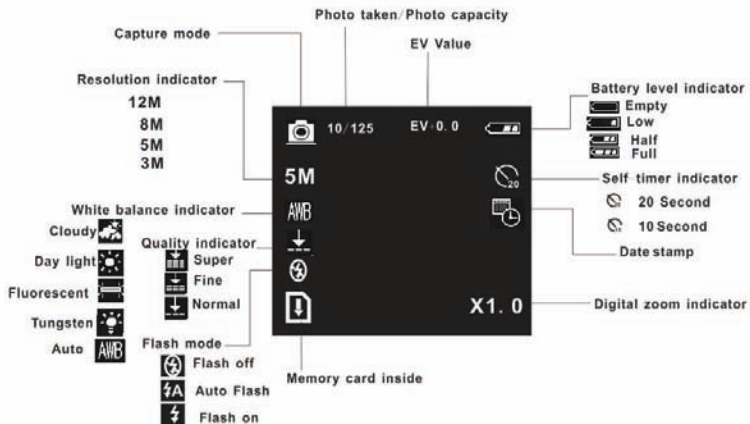 Photo taken/Photo capacity
Capture mode
EV Value
Resolution indicator
12M
8M
5M
3M
Battery level indicator
Empty
Low
Half
Full
10/125
EV+0.0
5M
20
Self timer indicator
20 Second
10 Second
White balance indicator
AWB
Cloudy
Quality indicator
Super
Date stamp
Day light
Fine
Fluorescent
Normal
X1.0
Digital zoom indicator
Tungsten
Auto AWB
Flash mode
Memory card inside
Flash off
A
Auto Flash
Flash on